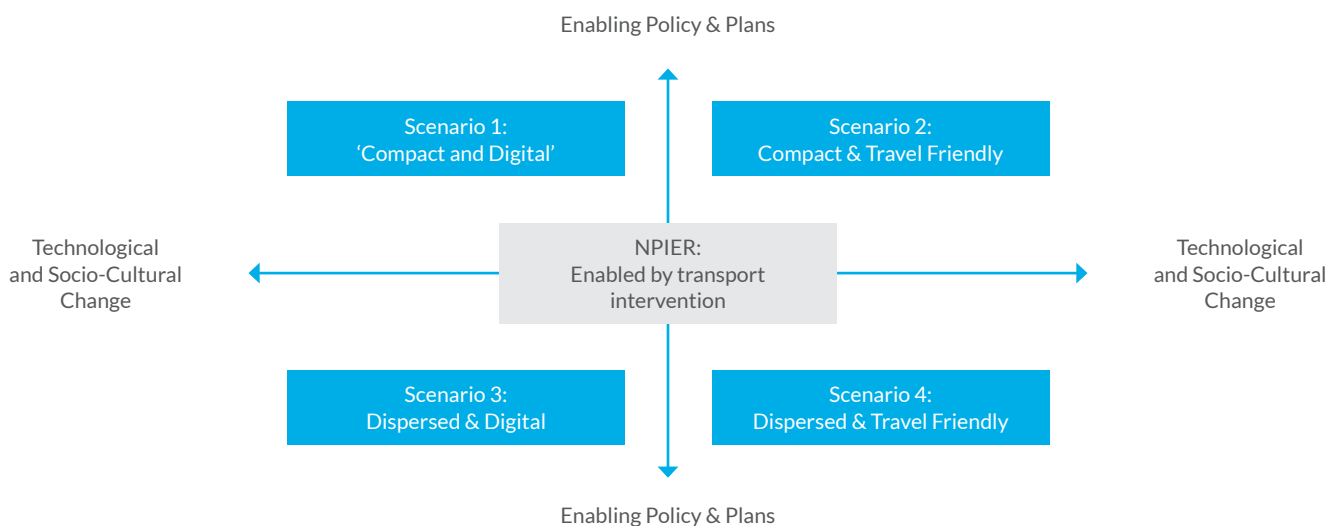 Enabling Policy & Plans
Scenario 1:
‘Compact and Digital’
Scenario 2:
Compact & Travel Friendly
Technological
and Socio-Cultural
Change
NPIER:
Enabled by transport
intervention
Technological
and Socio-Cultural
Change
Scenario 3:
Dispersed & Digital
Scenario 4:
Dispersed & Travel Friendly
Enabling Policy & Plans